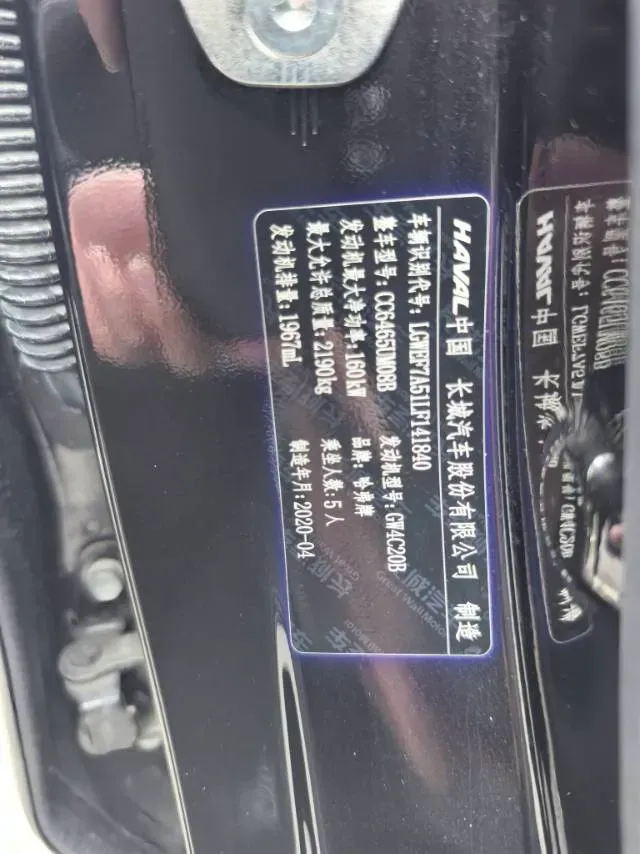 HAVAL 中国 长城汽车股份有限公司 制造
车辆识别代号：LGWEF7A51LF141840
整车型号：CC6465UM08B 发动机型号：GW4C20B
发动机最大净功率：160kW 品牌：哈弗牌
最大允许总质量：2190kg 乘坐人数：5人
发动机排量：1967mL 制造年月：2020-04